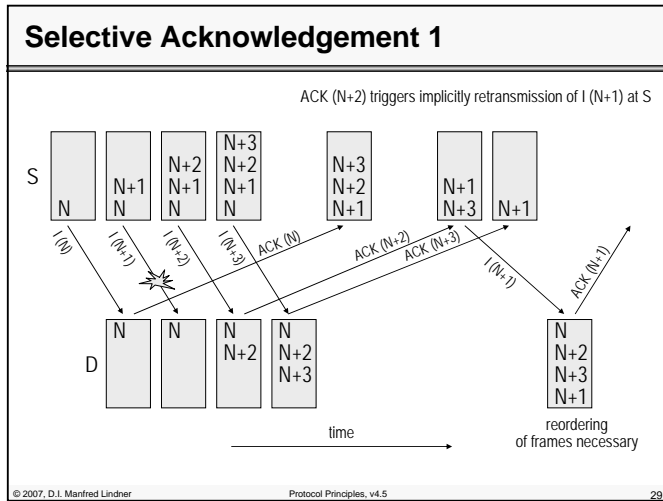 Selective Acknowledgement 1
ACK (N+2) triggers implicitly retransmission of I (N+1) at S
S
N
N+1
N
N+2
N+1
N
N+3
N+2
N+1
N
N+3
N+2
N+1
N+1
N+3
N+1
I (N)
I (N+1)
I (N+2)
I (N+3)
ACK (N)
ACK (N+2)
ACK (N+3)
I (N+1)
ACK (N+1)
D
N
N
N
N+2
N
N+2
N+3
N
N+2
N+3
N+1
time
reordering
of frames necessary
© 2007, D.I. Manfred Lindner
Protocol Principles, v4.5
29